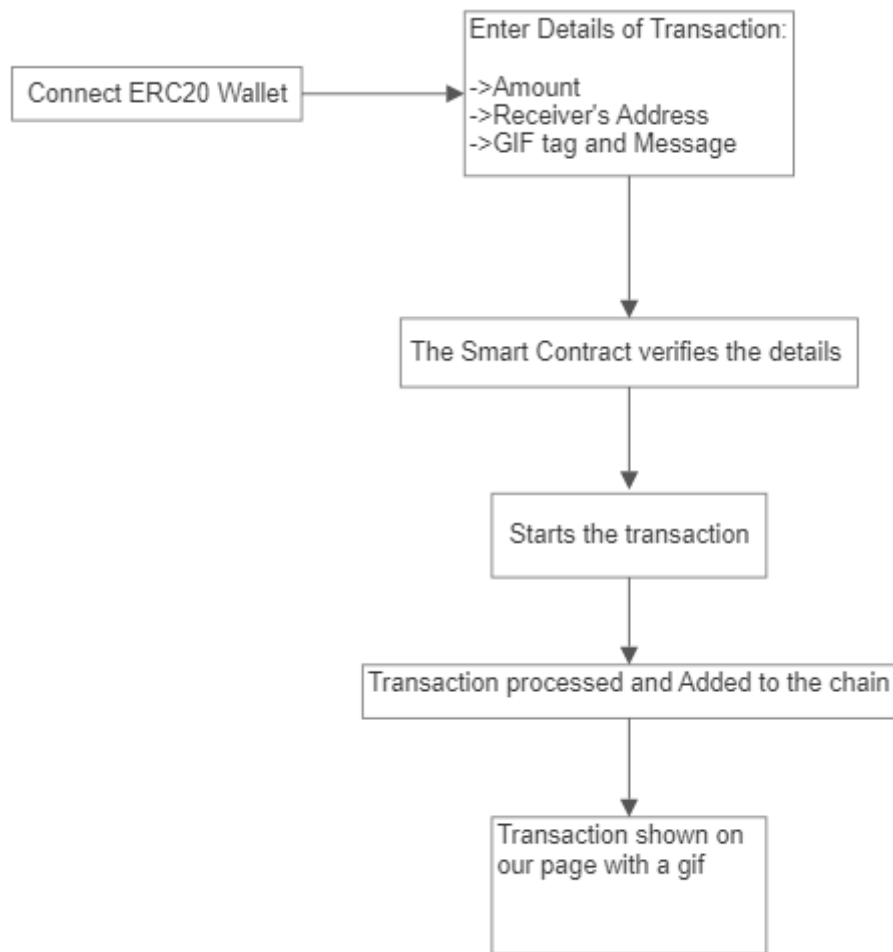 Connect ERC20 Wallet
Enter Details of Transaction:
->Amount
->Receiver's Address
->GIF tag and Message
The Smart Contract verifies the details
Starts the transaction
Transaction processed and Added to the chain
Transaction shown on
our page with a gif